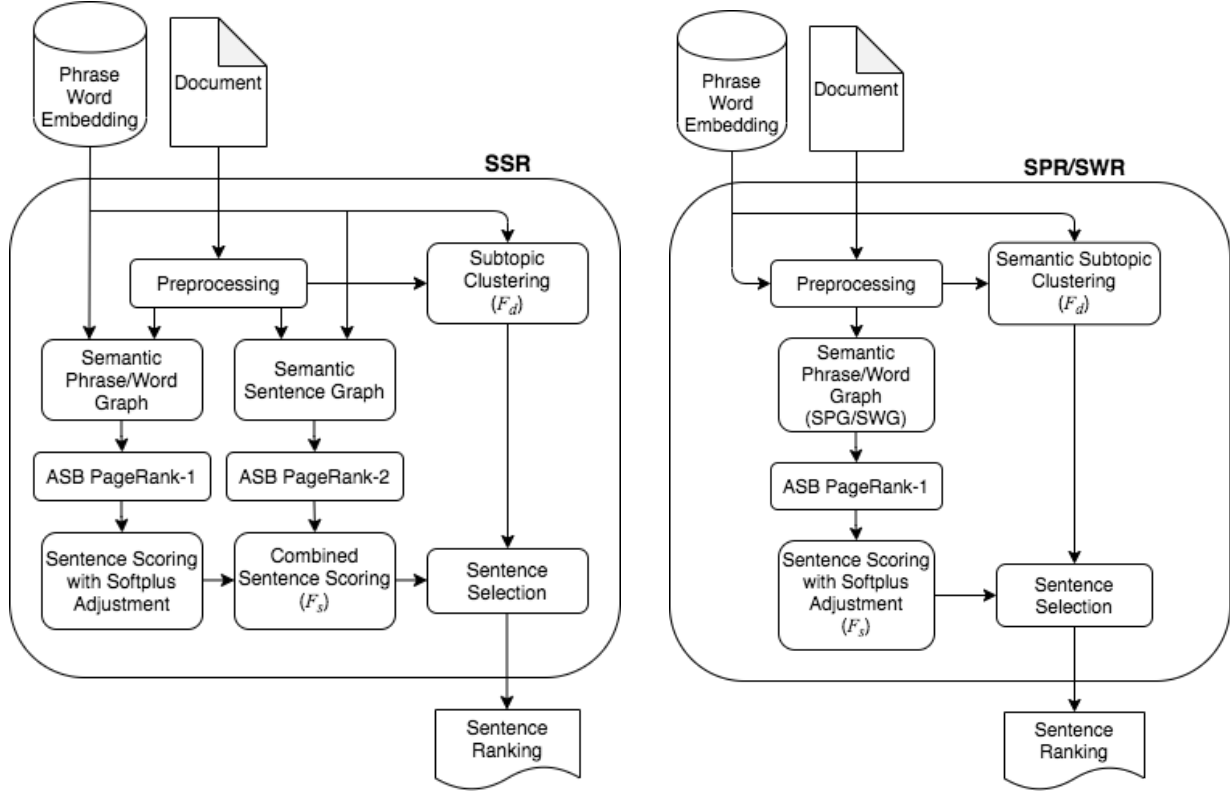 Phrase
Word
Embedding
Document
SSR
Preprocessing
Subtopic
Clustering
(F_d)
Semantic
Phrase/Word
Graph
Semantic
Sentence Graph
ASB PageRank-1
ASB PageRank-2
Sentence Scoring
with Softplus
Adjustment
Combined
Sentence Scoring
(F_s)
Sentence
Selection
Sentence
Ranking
Phrase
Word
Embedding
Document
SPR/SWR
Preprocessing
Semantic Subtopic
Clustering
(F_d)
Semantic
Phrase/Word
Graph
(SPG/SWG)
ASB PageRank-1
Sentence Scoring
with Softplus
Adjustment
(F_s)
Sentence
Selection
Sentence
Ranking